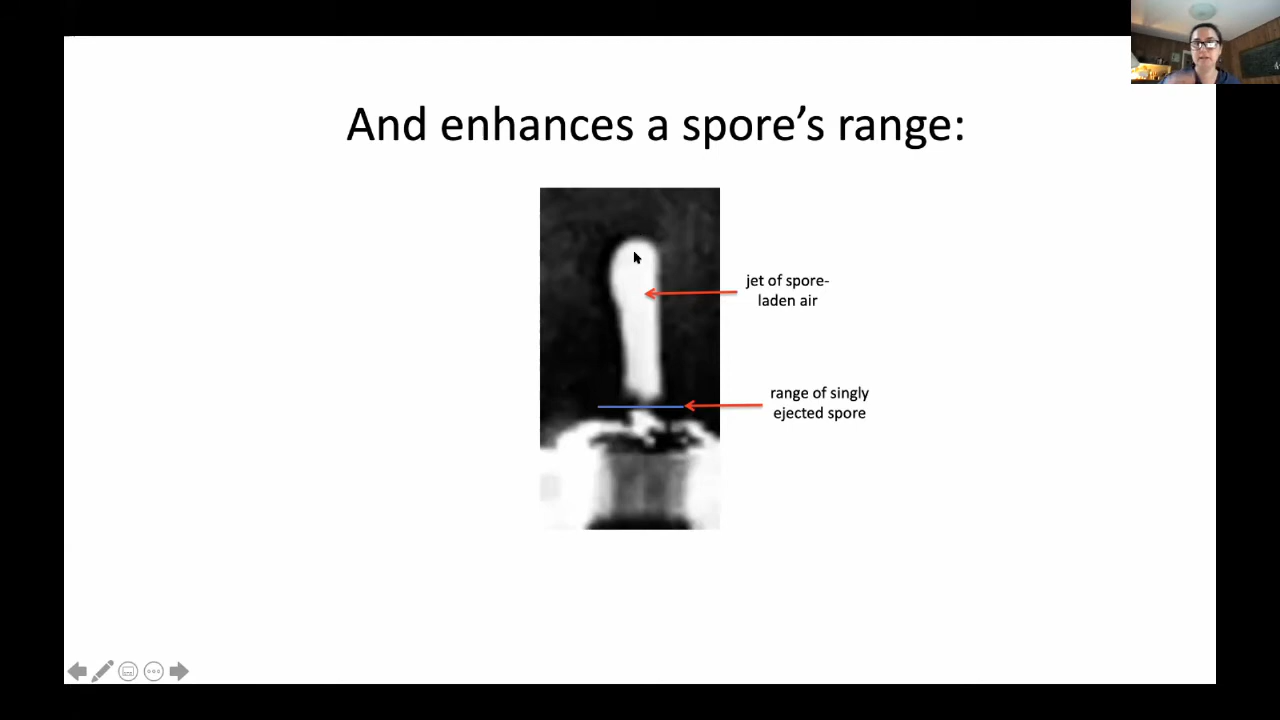 And enhances a spore’s range:
jet of spore-
laden air
range of singly
ejected spore